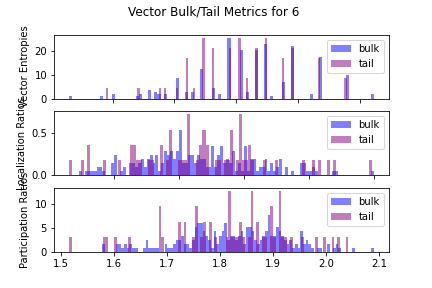 Vector Bulk/Tail Metrics for 6
Vector Entropies
20
10
0
bulk
tail
Localization Ratios
0.5
0.0
bulk
tail
Participation Ratios
10
5
0
bulk
tail
1.5 1.6 1.7 1.8 1.9 2.0 2.1